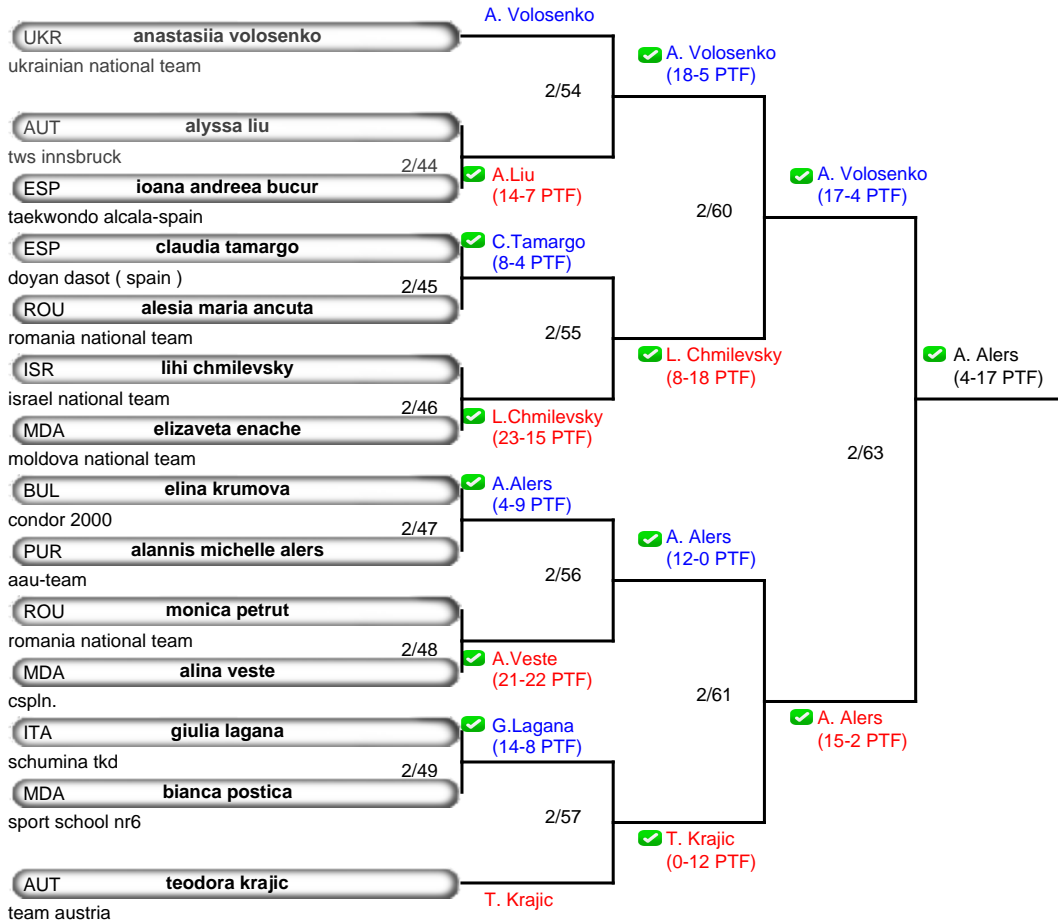 A. Volosenko
UKR anastasiia volosenko
ukrainian national team
A. Volosenko
(18-5 PTF)
2/54
AUT alyssa liu
tws innsbruck
2/44
A.Liu
(14-7 PTF)
ESP ioana andreea bucur
taekwondo alcala-spain
A. Volosenko
(17-4 PTF)
2/60
ESP claudia tamargo
doyan dasot ( spain )
C.Tamargo
(8-4 PTF)
2/45
ROU alesia maria ancuta
romania national team
2/55
L. Chmilevsky
(8-18 PTF)
A. Alers
(4-17 PTF)
ISR lihi chmilevsky
israel national team
2/46
L.Chmilevsky
(23-15 PTF)
MDA elizaveta enache
moldova national team
2/63
BUL elina krumova
condor 2000
A.Alers
(4-9 PTF)
2/47
PUR alannis michelle alers
aau-team
A. Alers
(12-0 PTF)
2/56
ROU monica petrut
romania national team
2/48
A.Veste
(21-22 PTF)
MDA alina veste
cspln.
2/61
A. Alers
(15-2 PTF)
ITA giulia lagana
schumina tkd
G.Lagana
(14-8 PTF)
2/49
MDA bianca postica
sport school nr6
2/57
T. Krajic
(0-12 PTF)
AUT teodora krajic
team austria
T. Krajic